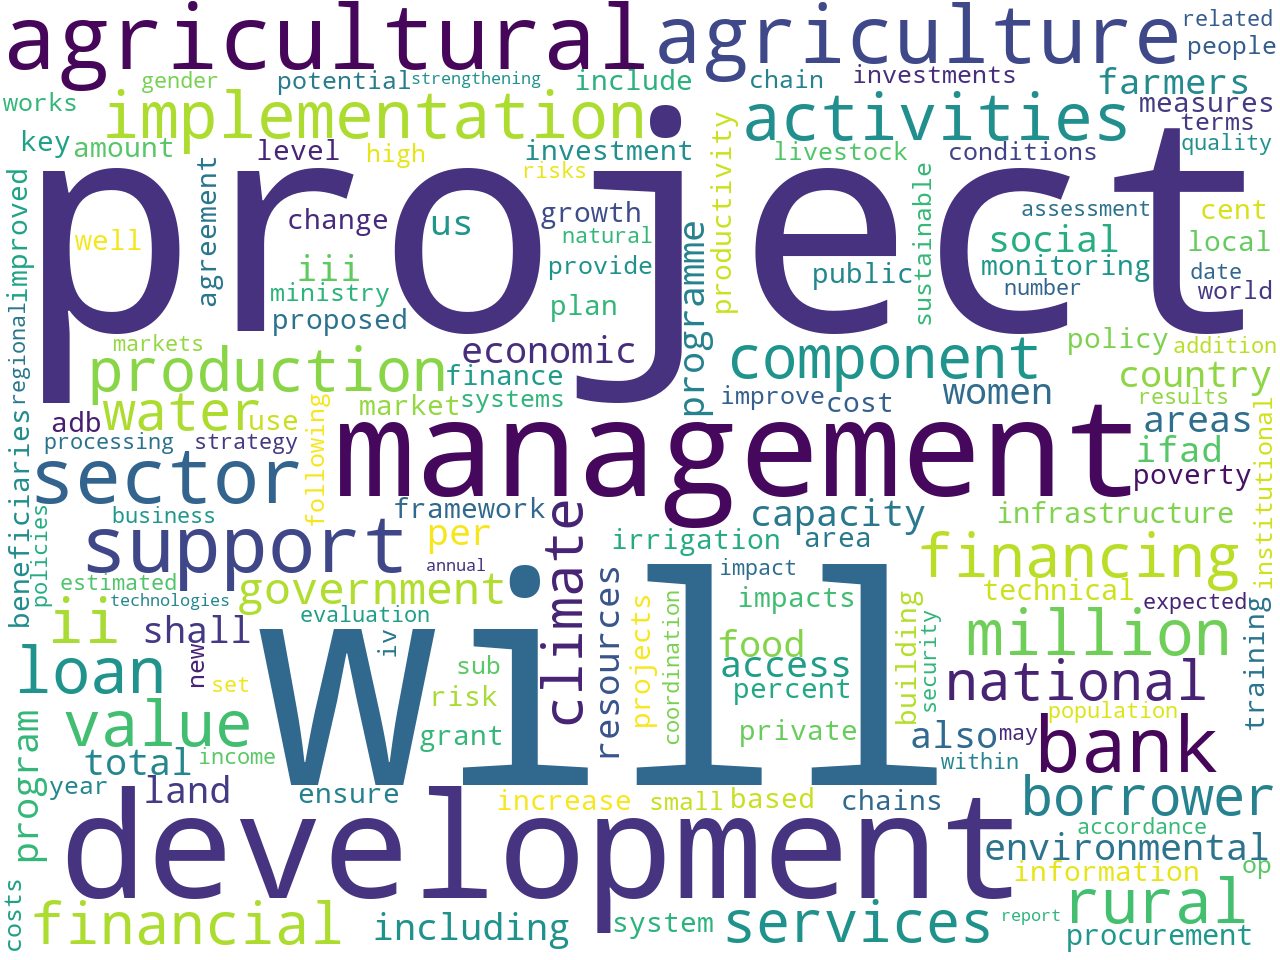 agricultural
agriculture
related
people
gender
potential
strengthening
include
chain
investments
farmers
works
implementation
activities
measures
terms
key
amount
level
high
investment
risks
productivity
livestock
conditions
quality
project
agreement
change
us
growth
natural
sustainable
assessment
cent
well
iii
provide
programme
public
social
local
monitoring
date
ministry
number
world
proposed
plan
improved
regional
beneficiaries
markets
economic
component
policy
addition
production
finance
country
water
use
market
systems
improve
cost
women
results
adb
areas
processing
strategy
following
management
ifad
institutional
sector
poverty
business
framework
capacity
infrastructure
policies
support
per
climate
irrigation
area
financing
annual
impact
estimated
government
technologies
resources
technical
evaluation
projects
coordination
impacts
building
security
expected
ii
shall
iv
will
food
million
training
loan
new
sub
access
national
set
risk
percent
value
population
program
grant
private
also
may
bank
total
income
within
year
land
ensure
increase
small
based
chains
borrower
development
accordance
environmental
information
op
costs
financial
including
system
services
report
rural
procurement